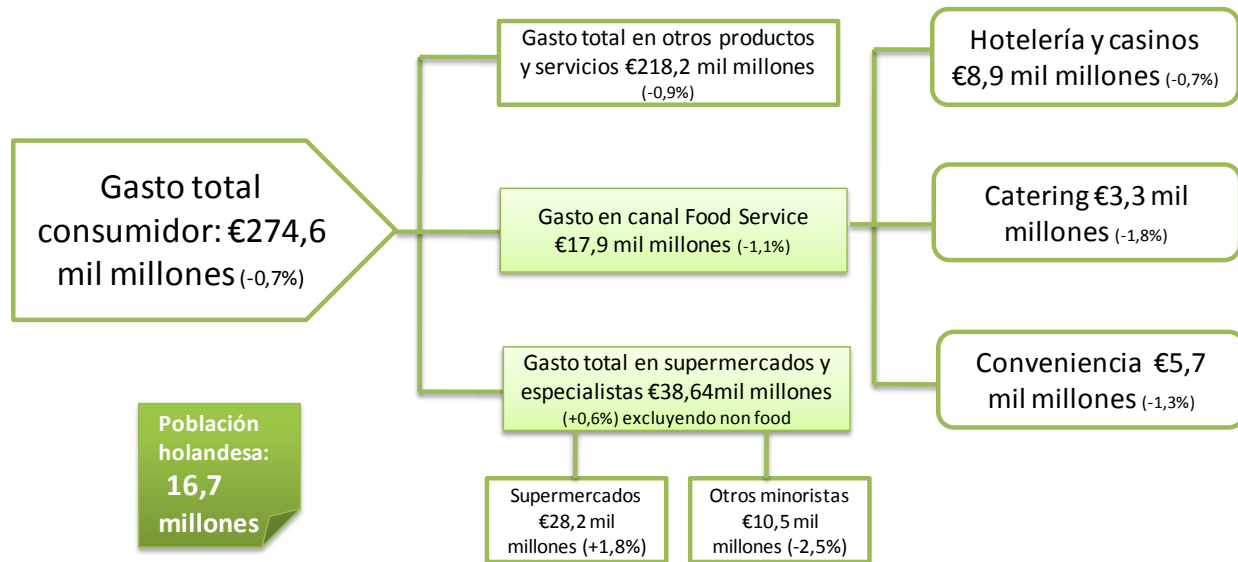 Gasto total
consumidor: €274,6
mil millones (-0,7%)
Población
holandesa:
16,7
millones
Gasto total en otros productos
y servicios €218,2 mil millones
(-0,9%)
Gasto en canal Food Service
€17,9 mil millones (-1,1%)
Gasto total en supermercados y
especialistas €38,64mil millones
(+0,6%) excluyendo non food
Supermercados
€28,2 mil
millones (+1,8%)
Otros minoristas
€10,5 mil
millones (-2,5%)
Hotelería y casinos
€8,9 mil millones (-0,7%)
Catering €3,3 mil
millones (-1,8%)
Conveniencia €5,7
mil millones (-1,3%)